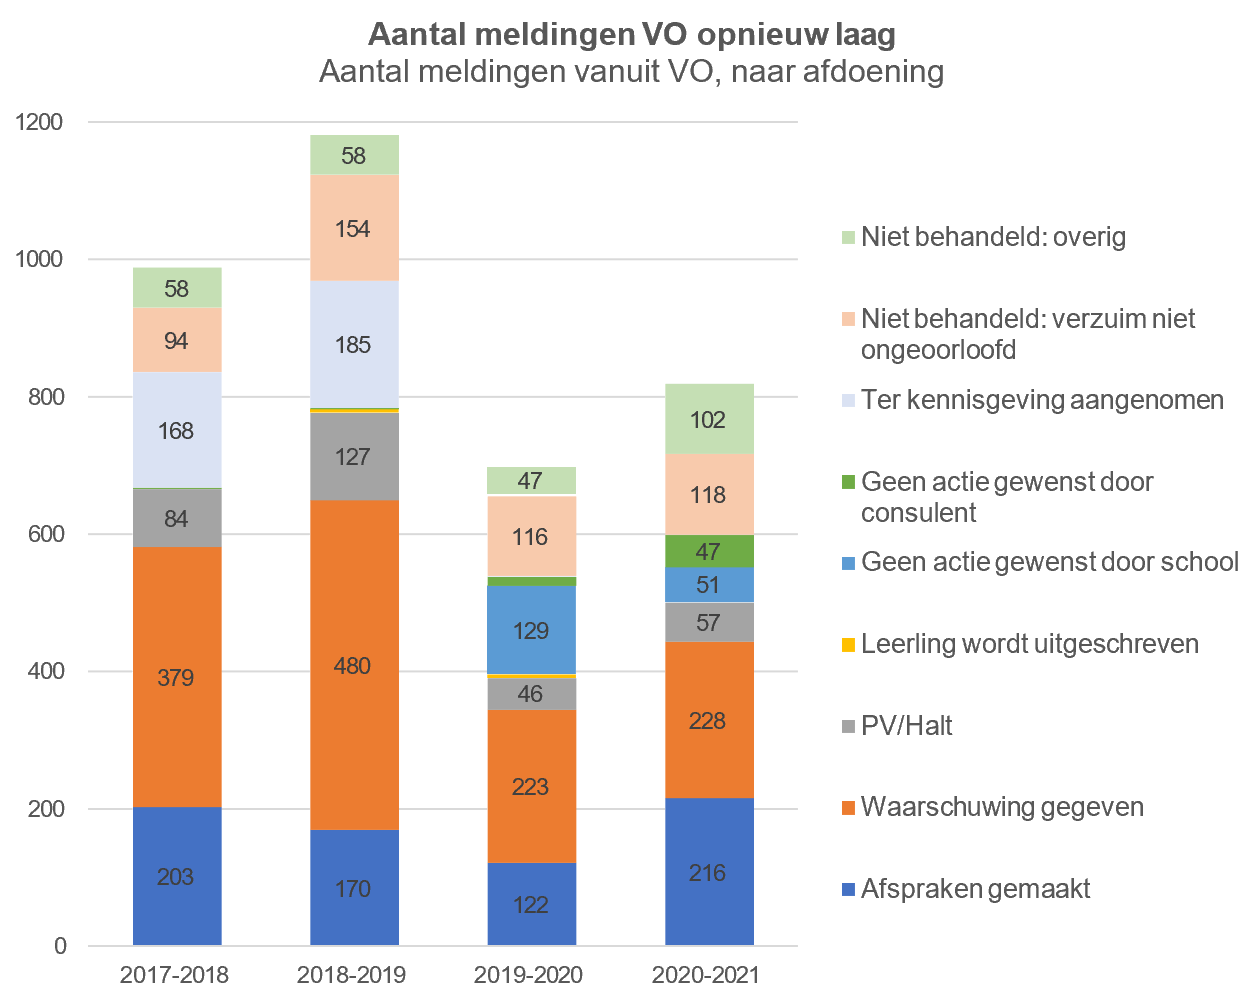 Aantal meldingen VO opnieuw laag
Aantal meldingen vanuit VO, naar afdoening
1200
1000
800
600
400
200
0
58
94
168
84
379
203
58
154
185
127
480
170
47
116
129
46
223
122
102
118
47
51
57
228
216
2017-2018
2018-2019
2019-2020
2020-2021
Niet behandeld: overig
Niet behandeld: verzuim niet
ongeoorloofd
Ter kennisgeving aangenomen
Geen actie gewenst door
consulent
Geen actie gewenst door school
Leerling wordt uitgeschreven
PV/Halt
Waarschuwing gegeven
Afspraken gemaakt